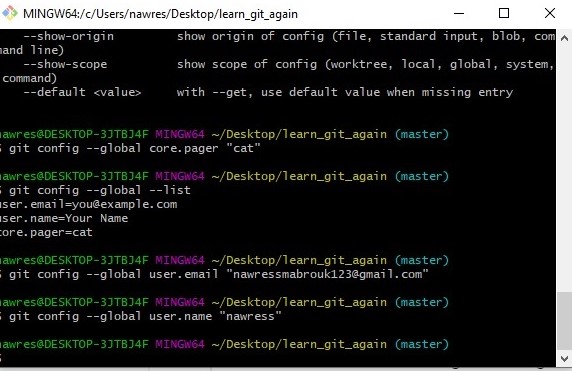 MINGW64:/c/Users/nawres/Desktop/learn_git_again
--show-origin show origin of config (file, standard input, blob, com
mand line)
--show-scope show scope of config (worktree, local, global, system,
command)
--default <value> with --get, use default value when missing entry
nawres@DESKTOP-3JTBJ4F MINGW64 ~/Desktop/learn_git_again (master)
$ git config --global core.pager "cat"
nawres@DESKTOP-3JTBJ4F MINGW64 ~/Desktop/learn_git_again (master)
$ git config --global --list
user.email=you@example.com
user.name=Your Name
core.pager=cat
nawres@DESKTOP-3JTBJ4F MINGW64 ~/Desktop/learn_git_again (master)
$ git config --global user.email "nawressmabrouk123@gmail.com"
nawres@DESKTOP-3JTBJ4F MINGW64 ~/Desktop/learn_git_again (master)
$ git config --global user.name "nawress"
nawres@DESKTOP-3JTBJ4F MINGW64 ~/Desktop/learn_git_again (master)
$